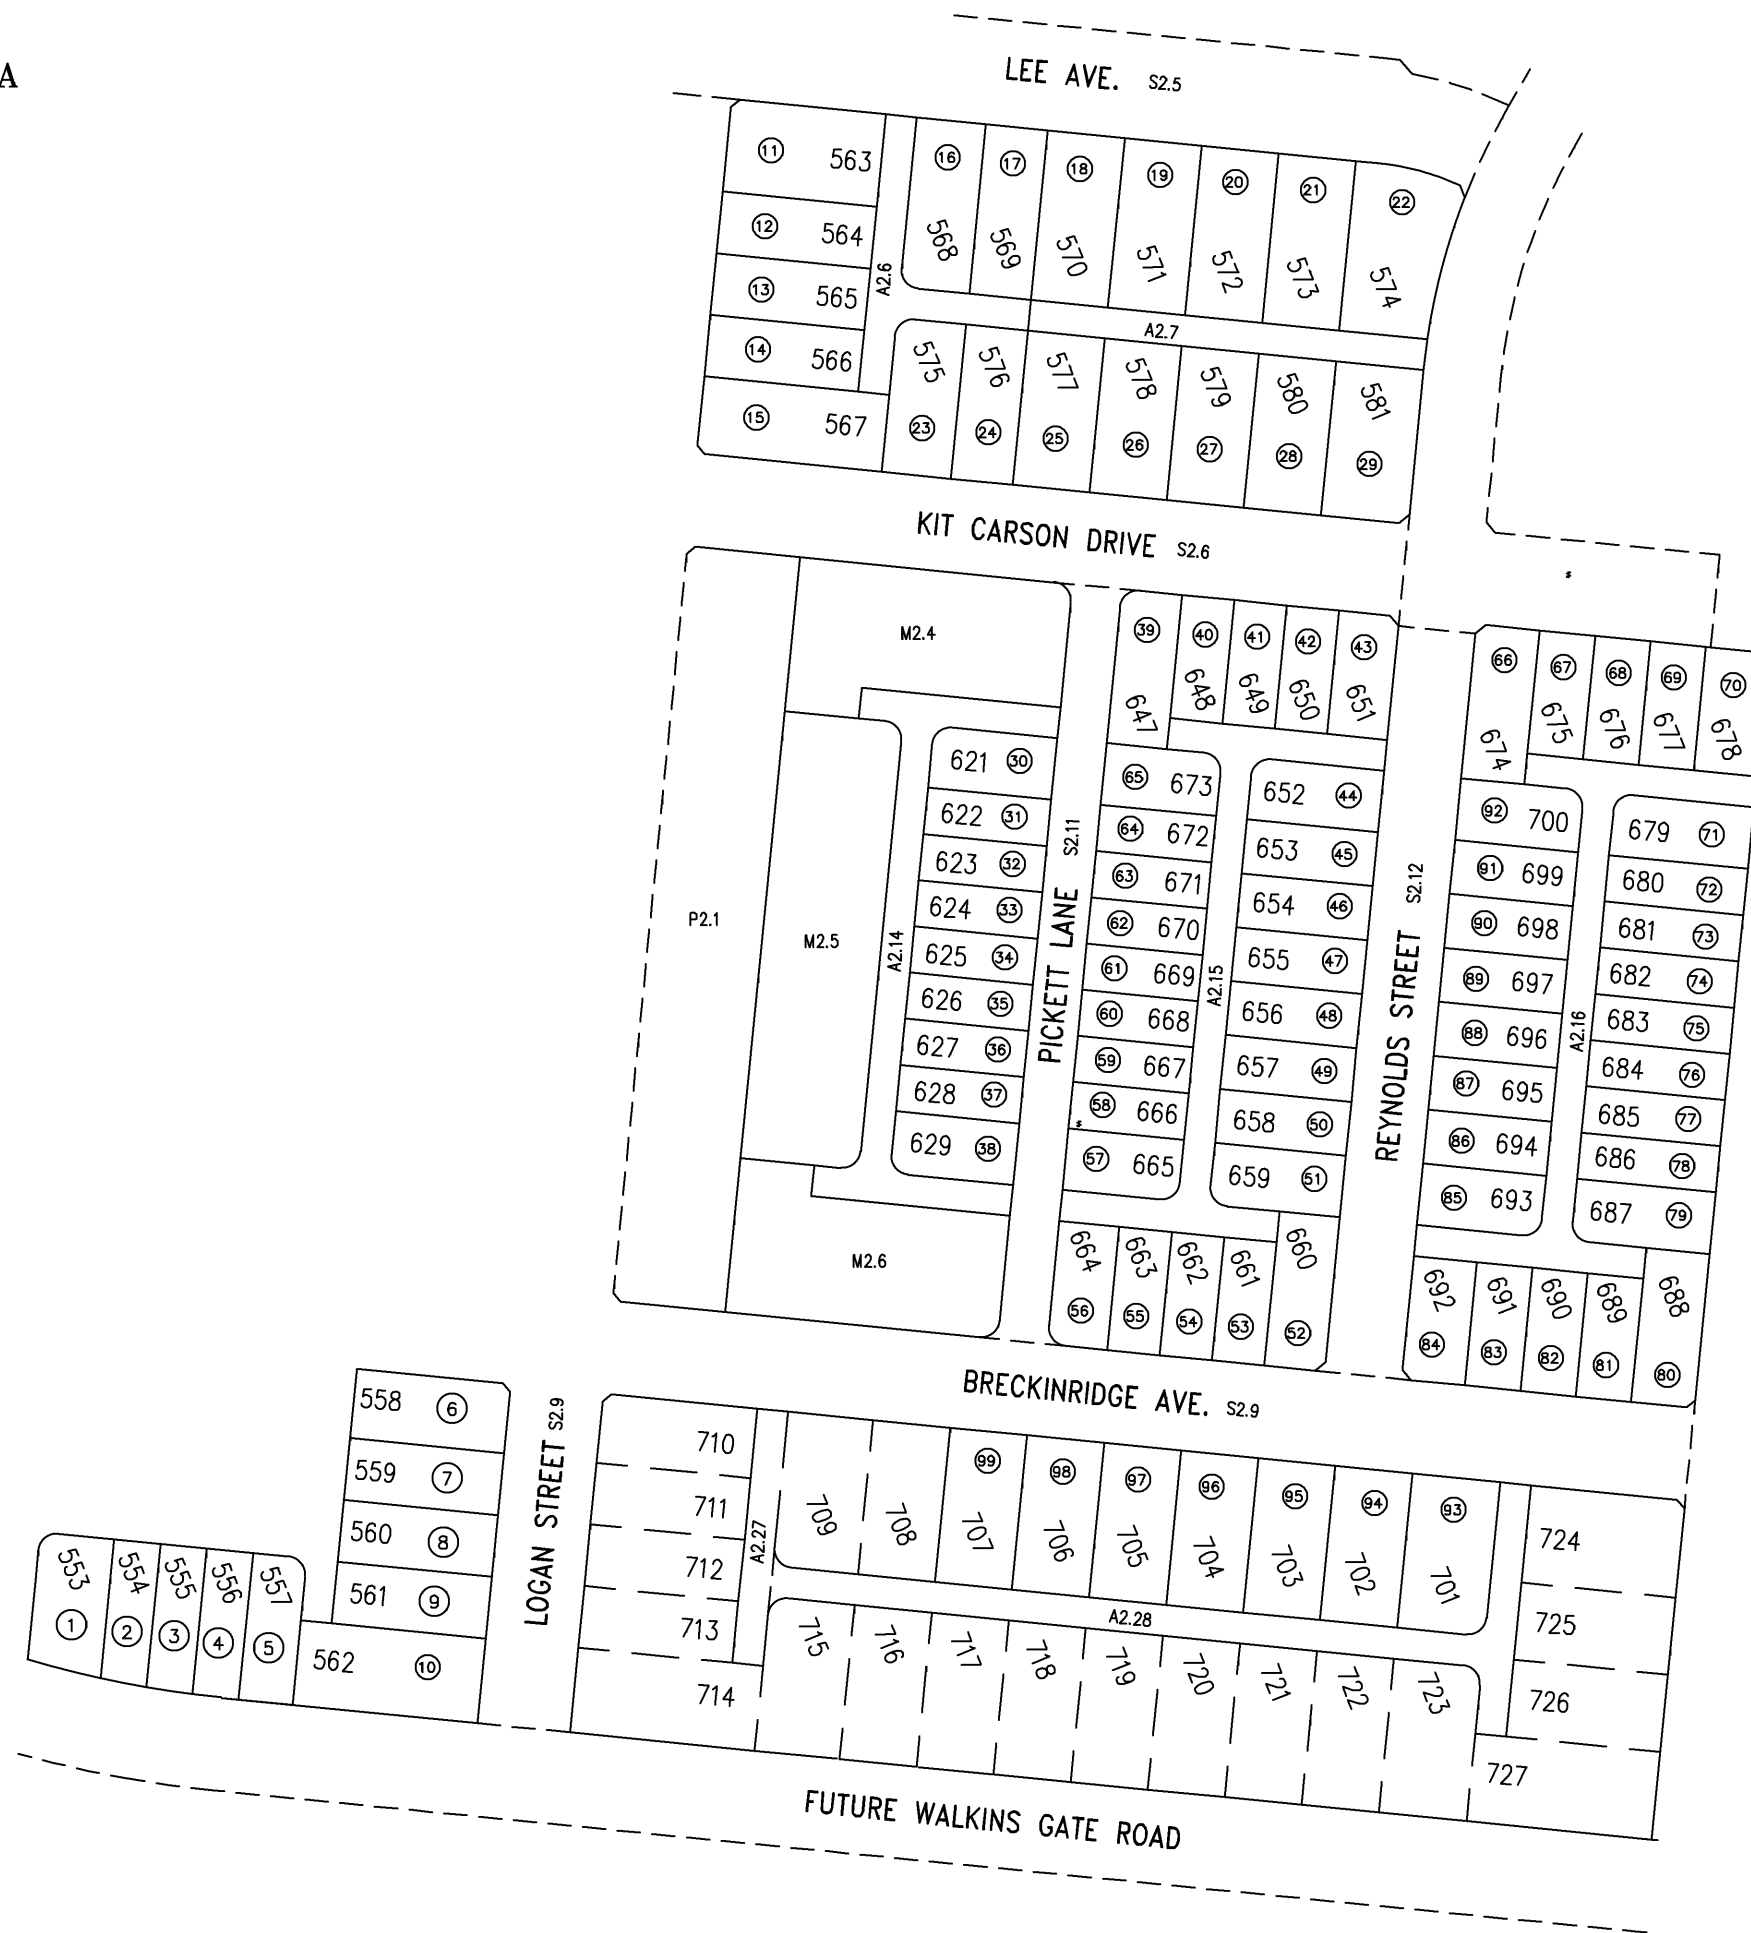 A
LEE AVE. S2.5
11 563
12 564
13 565
14 566
15 567
A2.6
16 17 18 19 20 21 22
568 569 570 571 572 573 574
A2.7
575 576 577 578 579 580 581
23 24 25 26 27 28 29
KIT CARSON DRIVE S2.6
s
M2.4
P2.1
M2.5
A2.14
M2.6
621 30
622 31
623 32
624 33
625 34
626 35
627 36
628 37
629 38
PICKETT LANE S2.11
39 40 41 42 43
647 648 649 650 651
65 673
64 672
63 671
62 670
61 669
60 668
59 667
58 666
s
57 665
A2.15
652 44
653 45
654 46
655 47
656 48
657 49
658 50
659 51
664 663 662 661 660
56 55 54 53 52
REYNOLDS STREET S2.12
66 67 68 69 70
674 675 676 677 678
92 700
91 699
90 698
89 697
88 696
87 695
86 694
85 693
A2.16
679 71
680 72
681 73
682 74
683 75
684 76
685 77
686 78
687 79
692 691 690 689 688
84 83 82 81 80
BRECKINRIDGE AVE. S2.9
558 6
559 7
560 8
561 9
562 10
553 554 555 556 557
1 2 3 4 5
LOGAN STREET S2.9
710
711
712
713
714
A2.27
99 98 97 96 95 94 93
709 708 707 706 705 704 703 702 701
A2.28
715 716 717 718 719 720 721 722 723
724
725
726
727
FUTURE WALKINS GATE ROAD